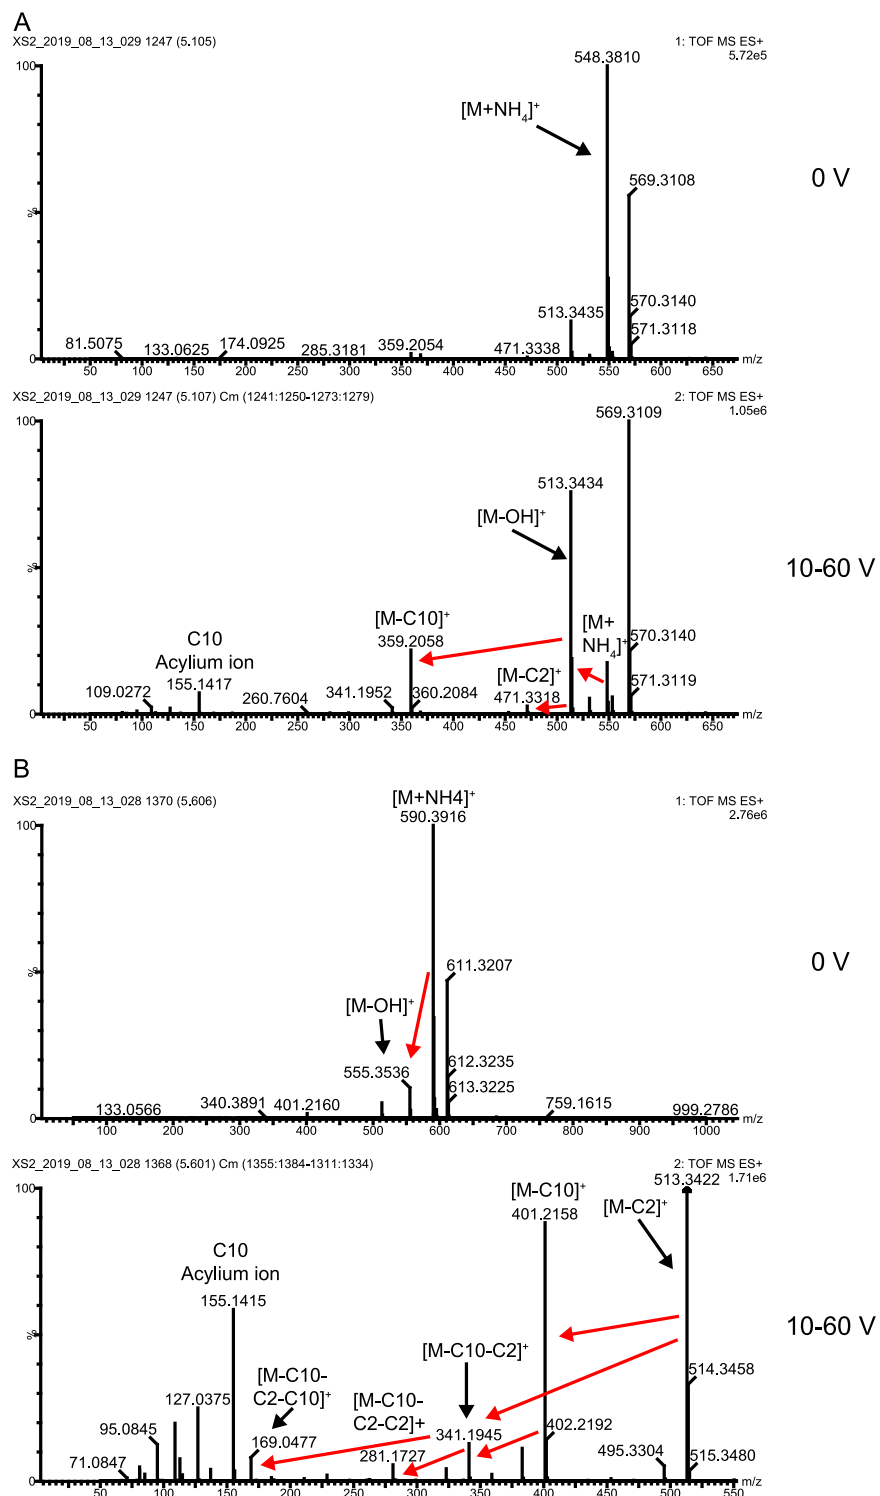 A
XS2_2019_08_13_029 1247 (5.105)
1: TOF MS ES+
5.72e5
100
548.3810
[M+NH4]+
0 V
569.3108
%
570.3140
513.3435
571.3118
81.5075
133.0625
174.0925
285.3181
359.2054
471.3338
0
m/z
50 100 150 200 250 300 350 400 450 500 550 600 650
XS2_2019_08_13_029 1247 (5.107) Cm (1241:1250-1273:1279)
2: TOF MS ES+
1.05e6
100
569.3109
513.3434
[M-OH]+
10-60 V
%
[M-C10]+
359.2058
[M+
NH4]+
570.3140
C10
Acylium ion
155.1417
[M-C2]+
471.3318
571.3119
109.0272
260.7604
341.1952
360.2084
0
m/z
50 100 150 200 250 300 350 400 450 500 550 600 650
B
XS2_2019_08_13_028 1370 (5.606)
[M+NH4]+
590.3916
1: TOF MS ES+
2.76e6
100
0 V
%
611.3207
[M-OH]+
555.3536
612.3235
613.3225
133.0566
340.3891
401.2160
759.1615
999.2786
0
m/z
100 200 300 400 500 600 700 800 900 1000
XS2_2019_08_13_028 1368 (5.601) Cm (1355:1384-1311:1334)
2: TOF MS ES+
1.71e6
513.3422
100
[M-C10]+
401.2158
[M-C2]+
C10
Acylium ion
155.1415
10-60 V
%
[M-C10-C2]+
514.3458
[M-C10-
C2-C10]+
[M-C10-
C2-C2]+
127.0375
341.1945
402.2192
95.0845
169.0477
281.1727
495.3304
515.3480
71.0847
0
m/z
50 100 150 200 250 300 350 400 450 500 550